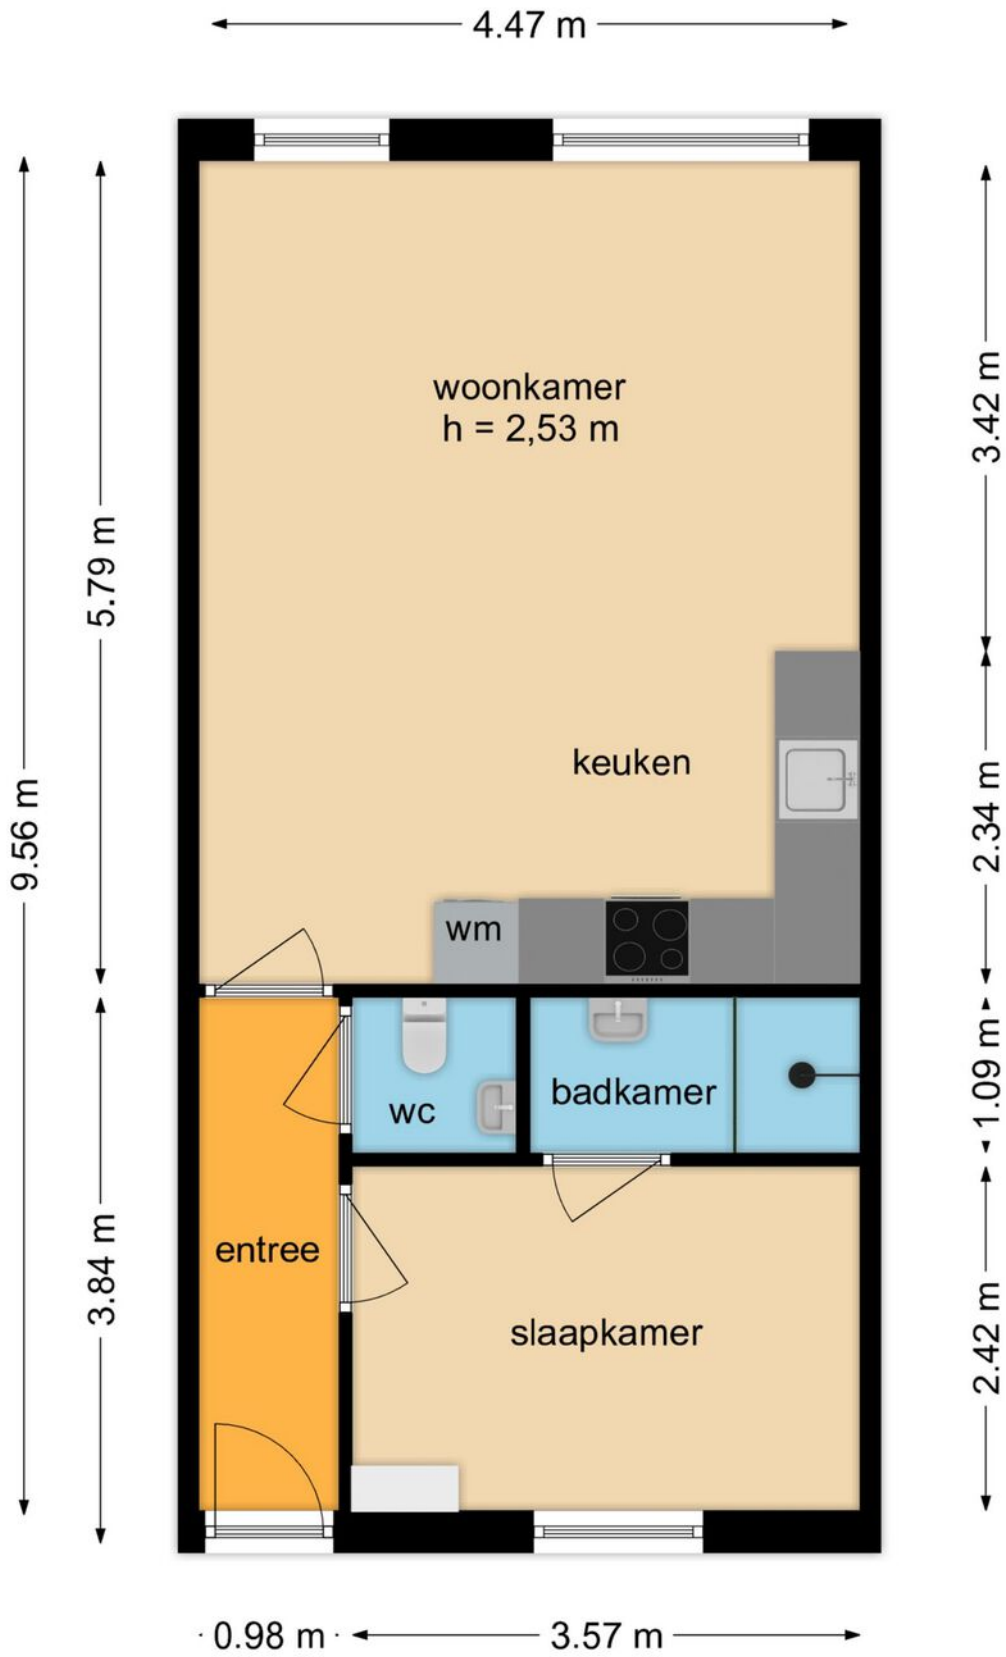 4.47 m
woonkamer
h = 2,53 m
3.42 m
5.79 m
keuken
9.56 m
2.34 m
wm
1.09 m
badkamer
wc
entree
3.84 m
slaapkamer
2.42 m
0.98 m
3.57 m